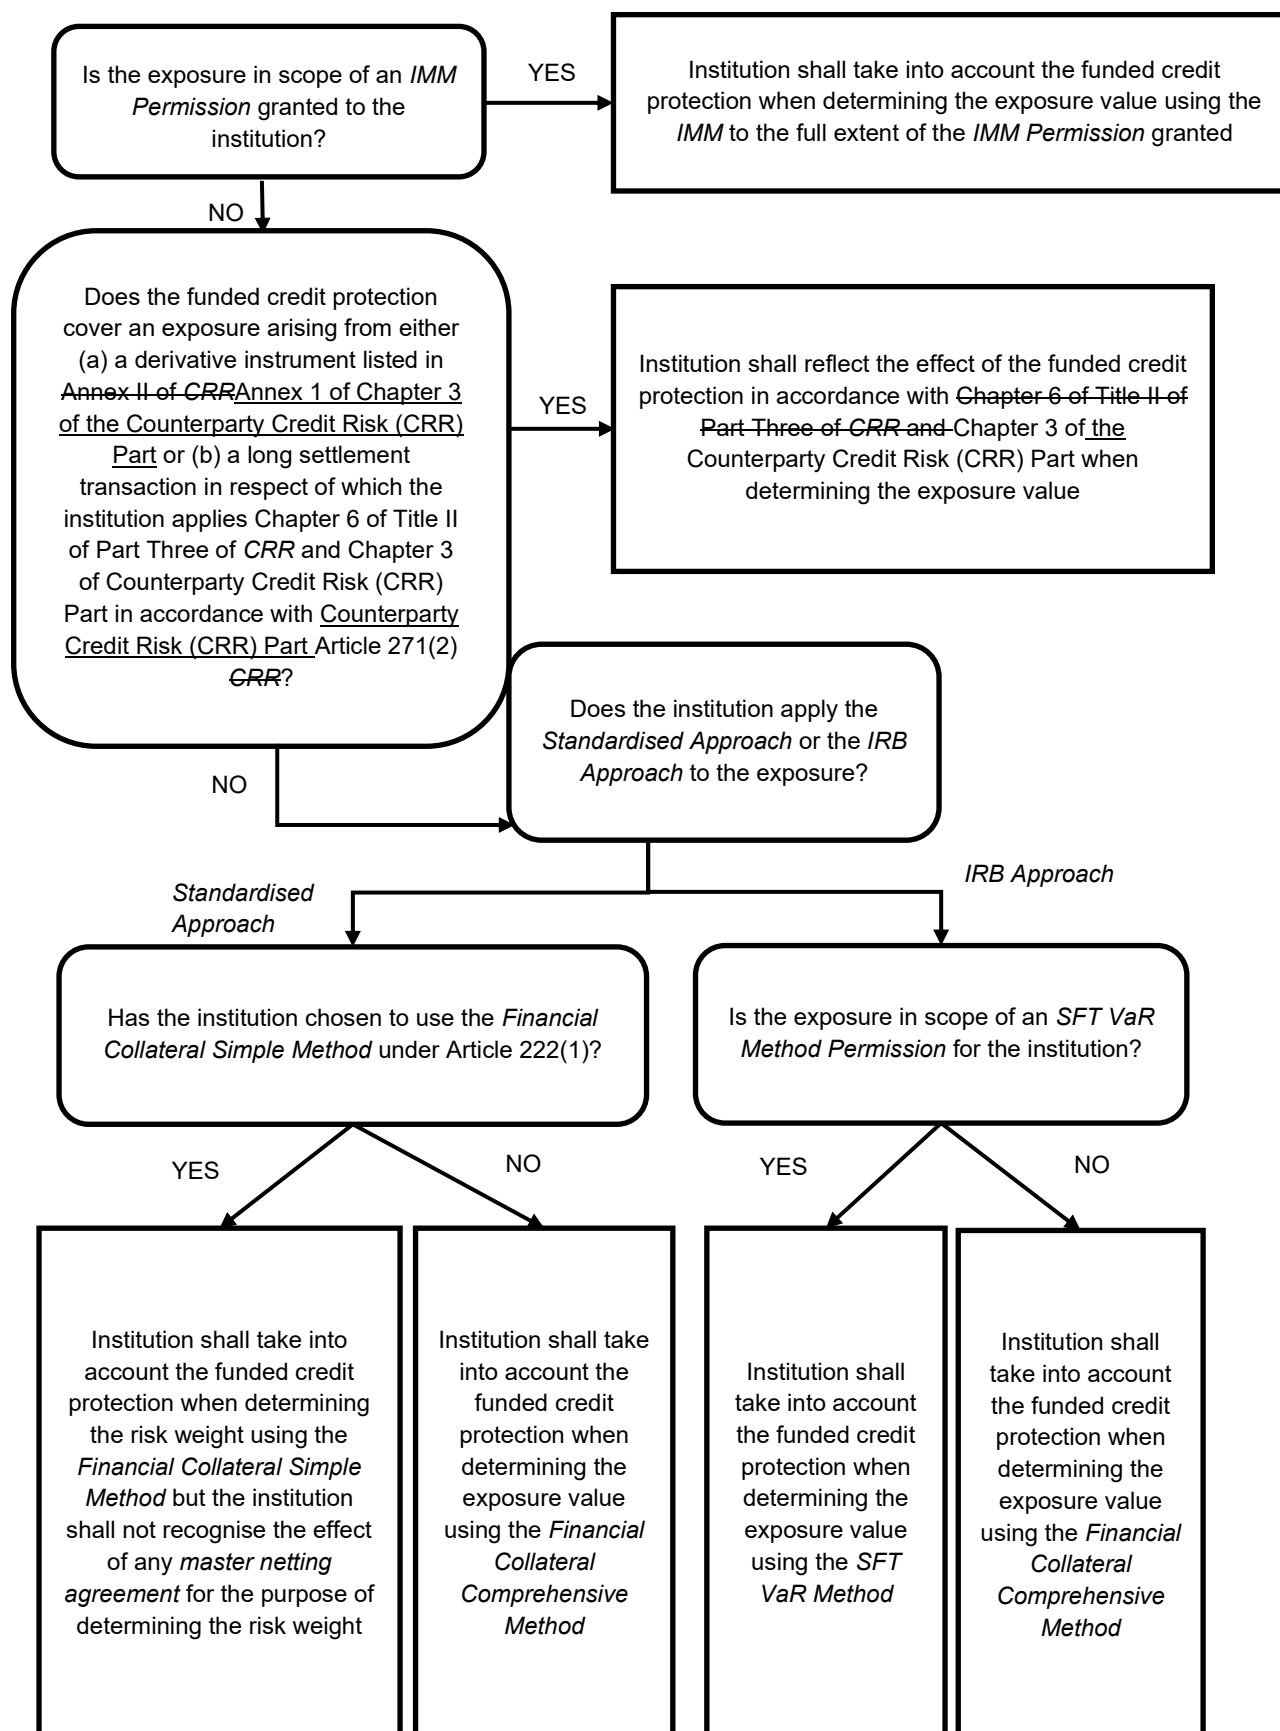 Is the exposure in scope of an IMM
Permission granted to the
institution?
YES
Institution shall take into account the funded credit
protection when determining the exposure value using the
IMM to the full extent of the IMM Permission granted
NO
Does the funded credit protection
cover an exposure arising from either
(a) a derivative instrument listed in
Annex II of CRRAnnex 1 of Chapter 3
of the Counterparty Credit Risk (CRR)
Part or (b) a long settlement
transaction in respect of which the
institution applies Chapter 6 of Title II
of Part Three of CRR and Chapter 3
of Counterparty Credit Risk (CRR)
Part in accordance with Counterparty
Credit Risk (CRR) Part Article 271(2)
CRR?
YES
Institution shall reflect the effect of the funded credit
protection in accordance with Chapter 6 of Title II of
Part Three of CRR and Chapter 3 of the
Counterparty Credit Risk (CRR) Part when
determining the exposure value
NO
Does the institution apply the
Standardised Approach or the IRB
Approach to the exposure?
Standardised
Approach
IRB Approach
Has the institution chosen to use the Financial
Collateral Simple Method under Article 222(1)?
Is the exposure in scope of an SFT VaR
Method Permission for the institution?
YES
NO
YES
NO
Institution shall take into
account the funded credit
protection when determining
the risk weight using the
Financial Collateral Simple
Method but the institution
shall not recognise the effect
of any master netting
agreement for the purpose of
determining the risk weight
Institution shall take
into account the
funded credit
protection when
determining the
exposure value
using the Financial
Collateral
Comprehensive
Method
Institution shall
take into account
the funded credit
protection when
determining the
exposure value
using the SFT
VaR Method
Institution shall
take into account
the funded credit
protection when
determining the
exposure value
using the Financial
Collateral
Comprehensive
Method